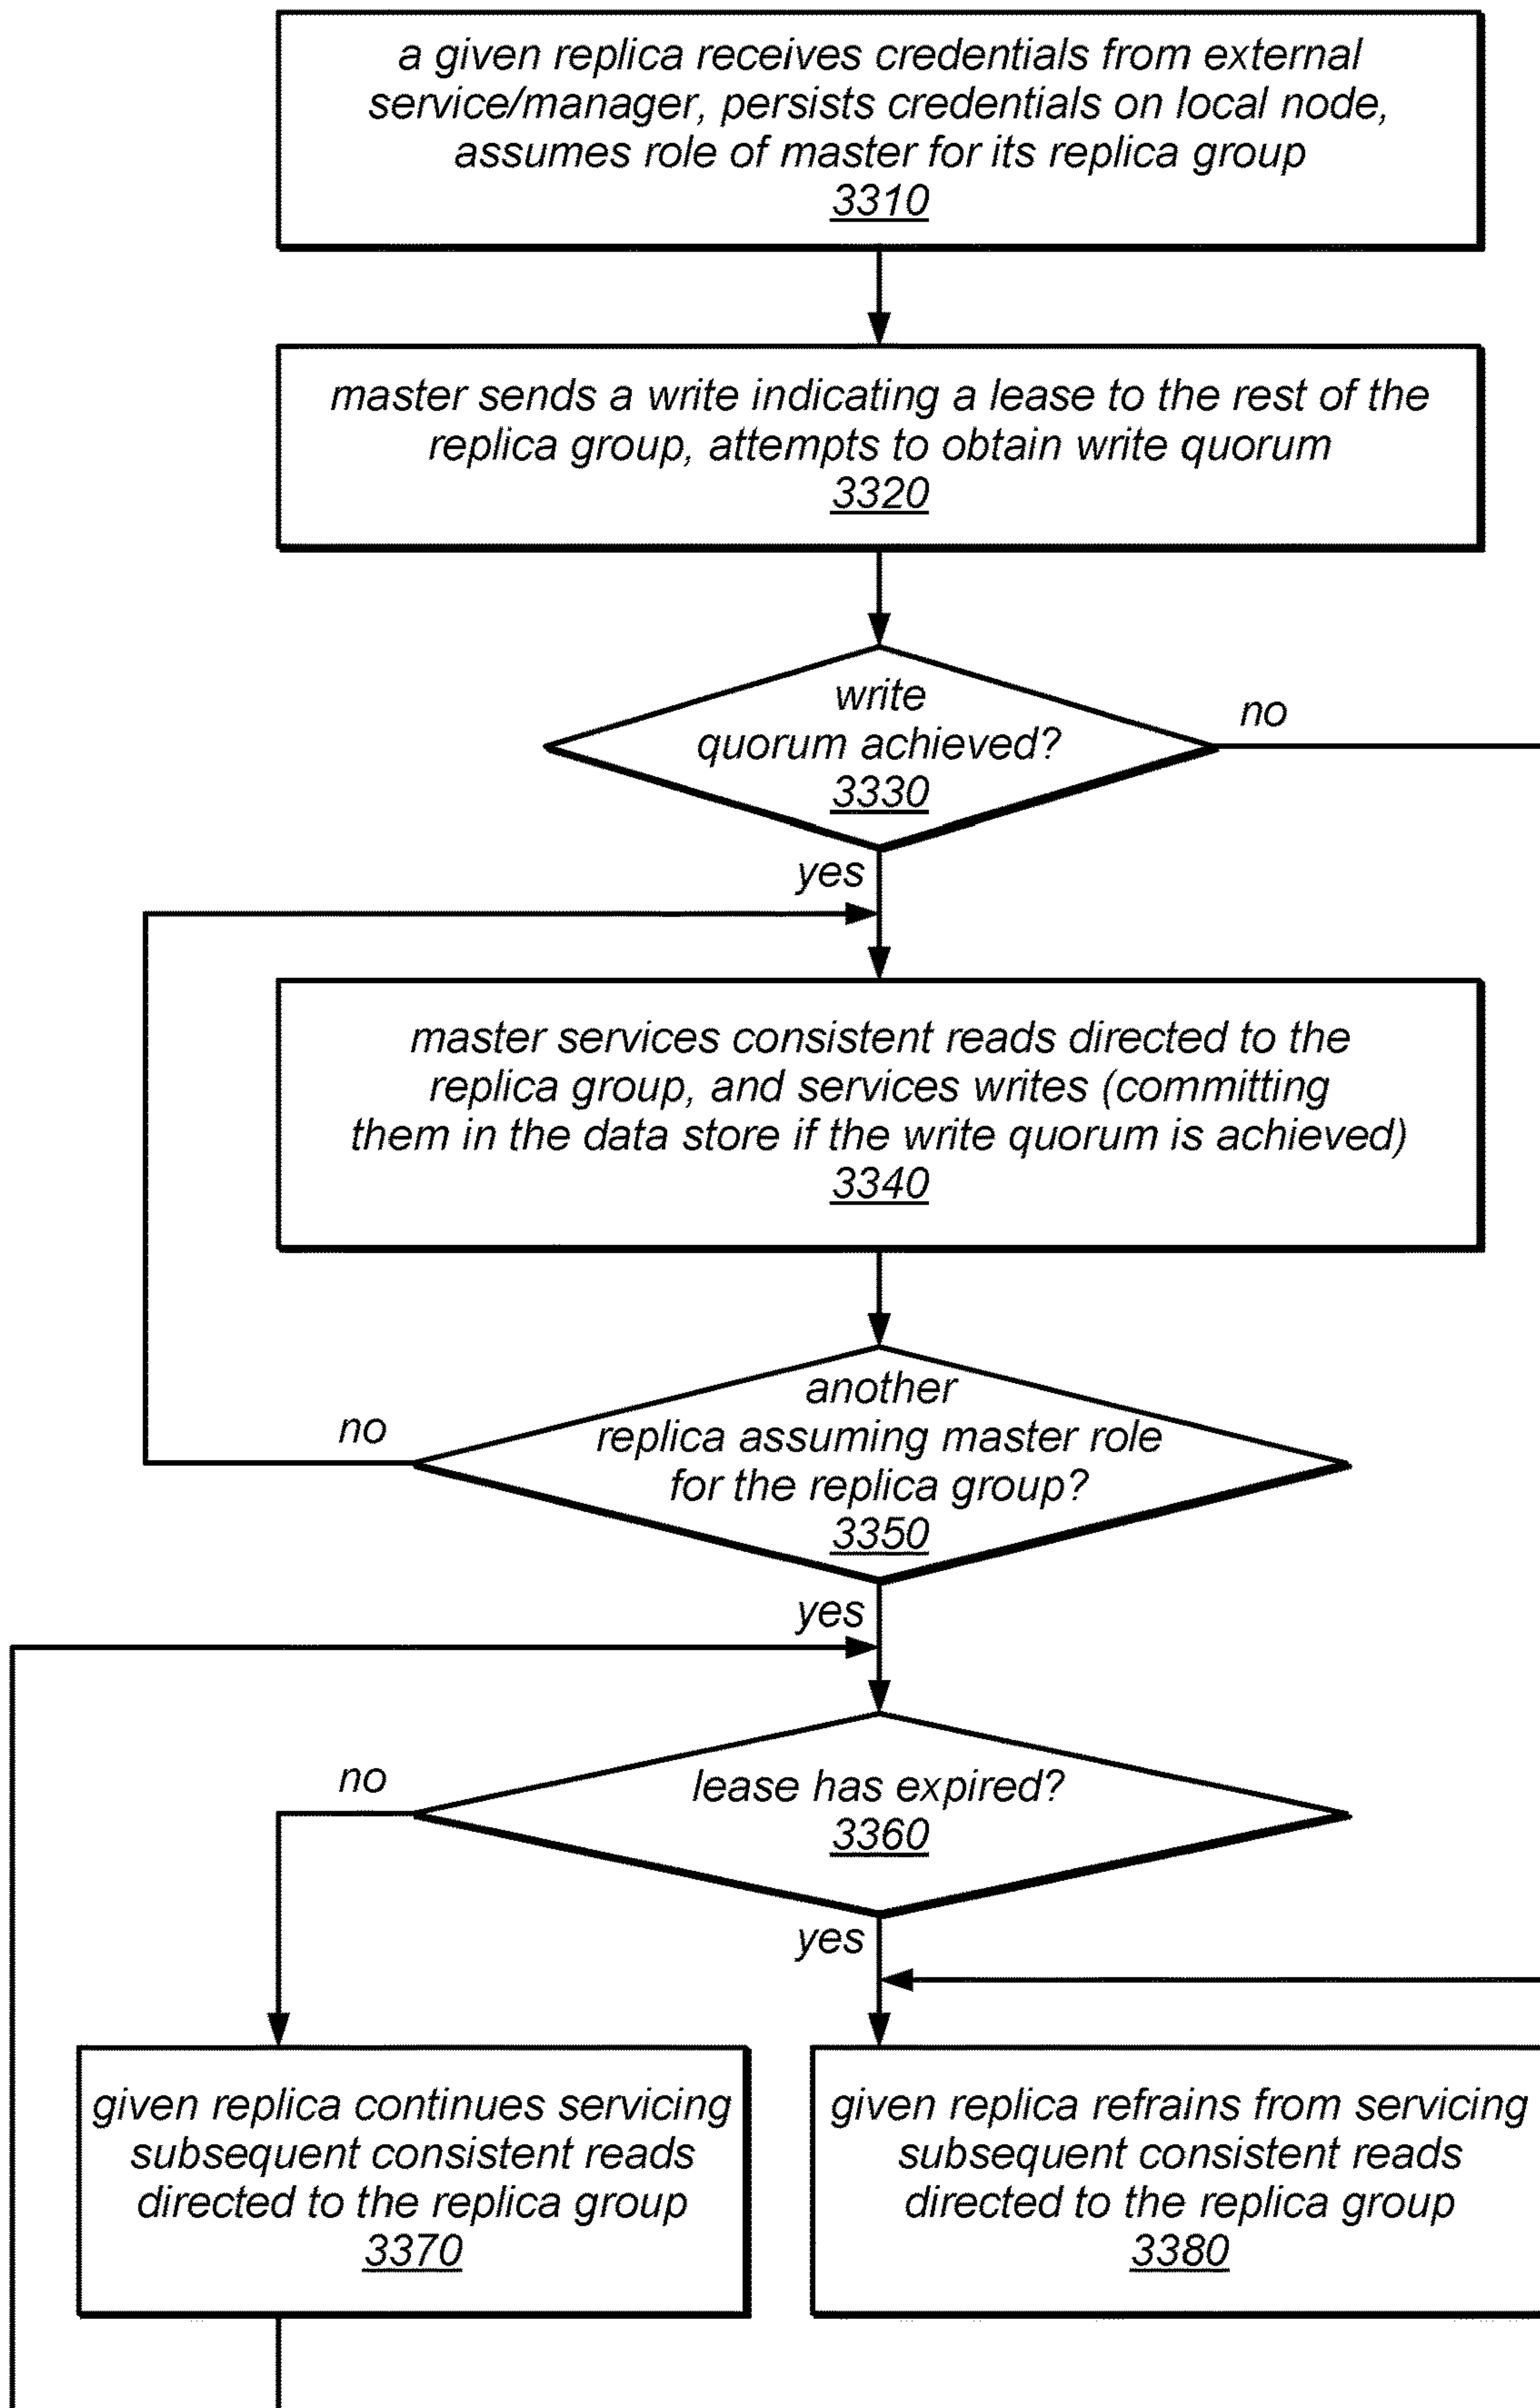 a given replica receives credentials from external
service/manager, persists credentials on local node,
assumes role of master for its replica group
3310
master sends a write indicating a lease to the rest of the
replica group, attempts to obtain write quorum
3320
write
quorum achieved?
3330
no
yes
master services consistent reads directed to the
replica group, and services writes (committing
them in the data store if the write quorum is achieved)
3340
another
replica assuming master role
for the replica group?
3350
no
yes
lease has expired?
3360
no
yes
given replica continues servicing
subsequent consistent reads
directed to the replica group
3370
given replica refrains from servicing
subsequent consistent reads
directed to the replica group
3380